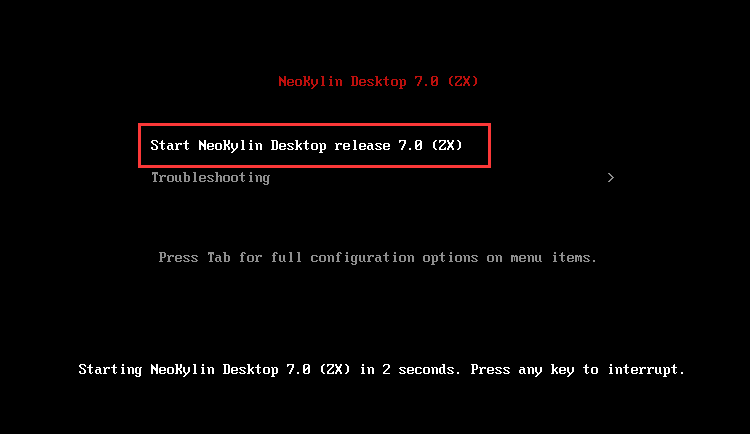 NeoKylin Desktop 7.0 (ZX)
Start NeoKylin Desktop release 7.0 (ZX)
Troubleshooting >
Press Tab for full configuration options on menu items.
Starting NeoKylin Desktop 7.0 (ZX) in 2 seconds. Press any key to interrupt.